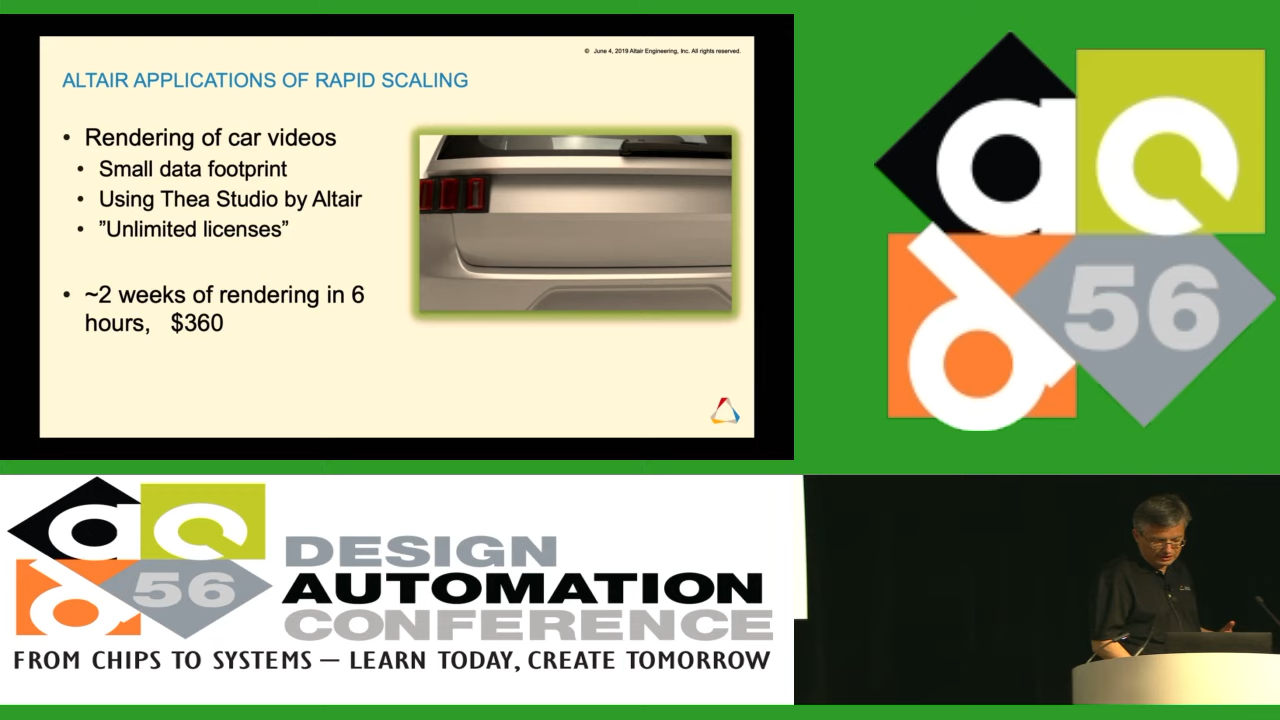 © June 4, 2019 Altair Engineering, Inc. All rights reserved.
ALTAIR APPLICATIONS OF RAPID SCALING
• Rendering of car videos
• Small data footprint
• Using Thea Studio by Altair
• ”Unlimited licenses”
• ~2 weeks of rendering in 6
hours, $360
dac
56
dac
56
DESIGN
AUTOMATION
CONFERENCE
FROM CHIPS TO SYSTEMS — LEARN TODAY, CREATE TOMORROW